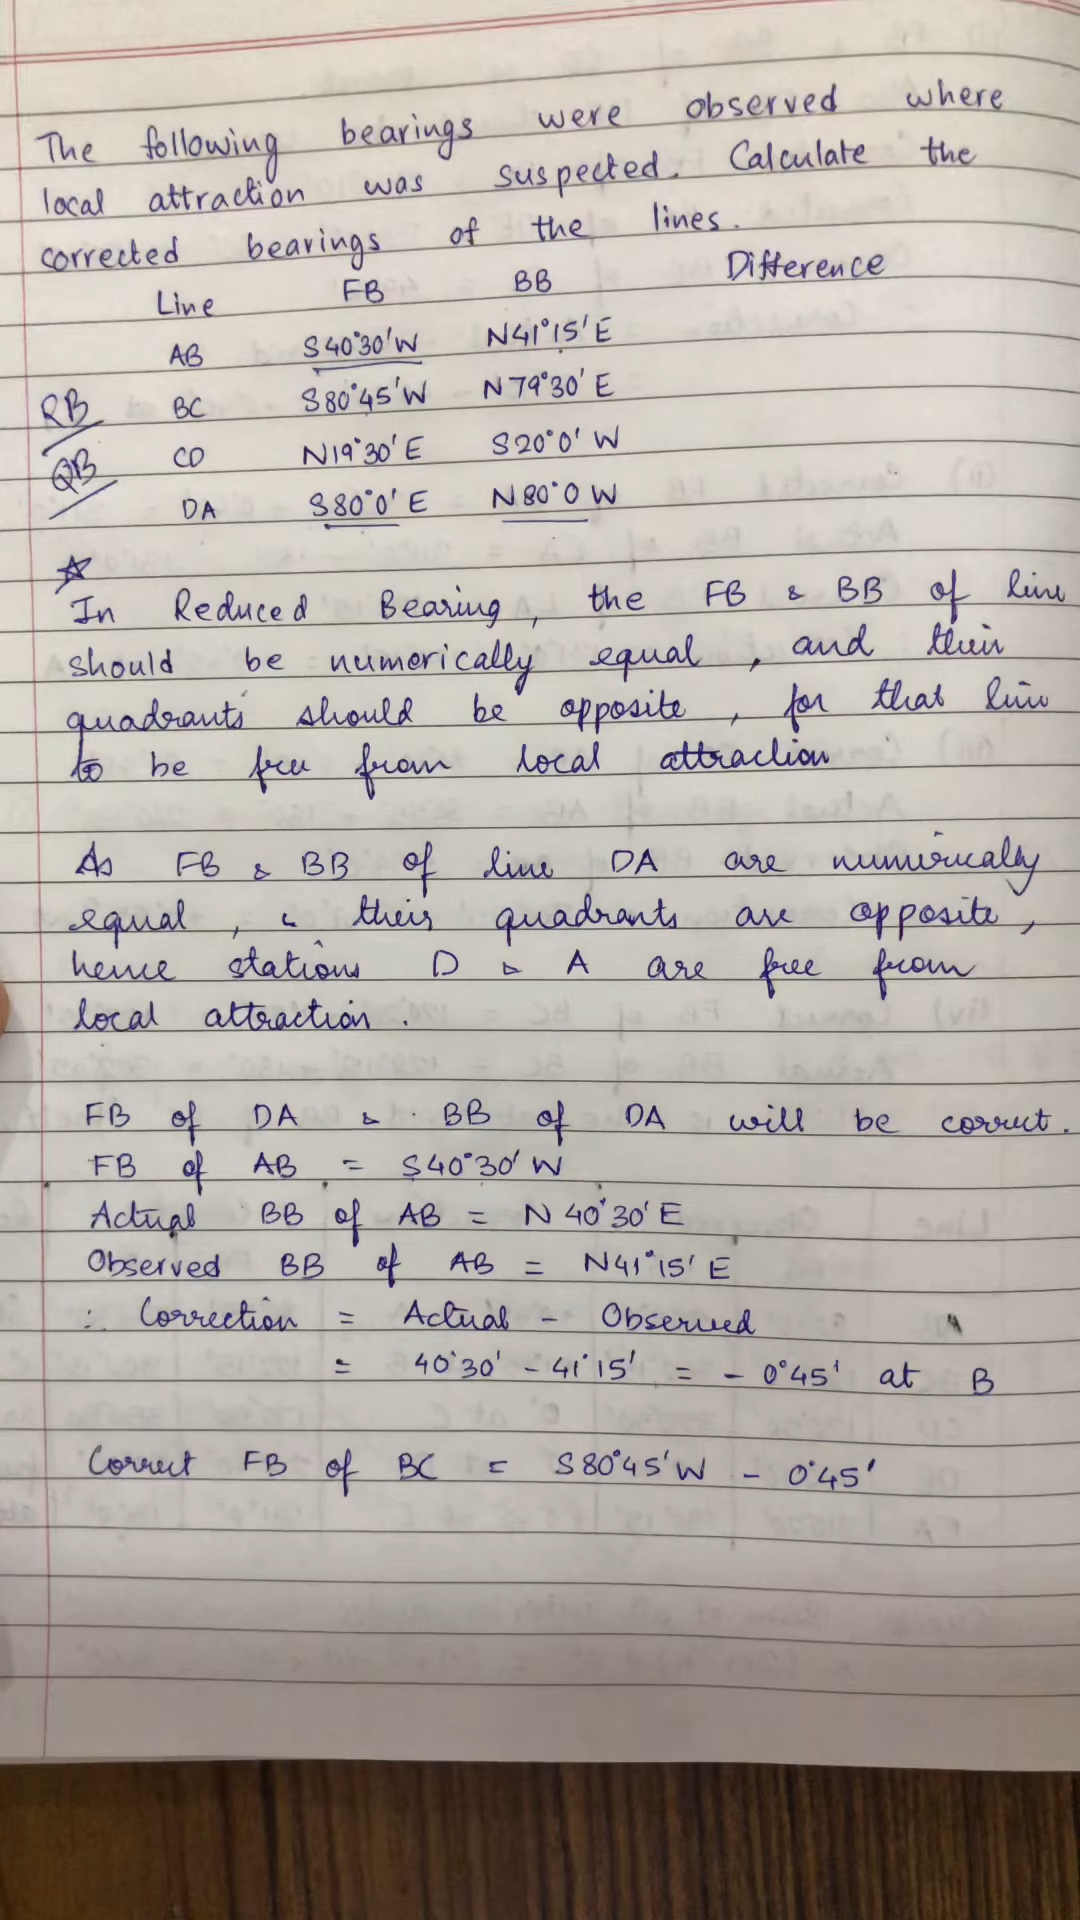 The following bearings were observed where
local attraction was suspected. Calculate the
corrected bearings of the lines.
Line FB BB Difference
AB S40°30'W N41°15'E
RB BC S80°45'W N79°30'E
QB CD N19°30'E S20°0'W
DA S80°0'E N80°0W
☆
In Reduced Bearing, the FB & BB of line
should be numerically equal, and their
quadrants should be opposite, for that line
to be free from local attraction
As FB & BB of line DA are numerically
equal, & their quadrants are opposite,
hence stations D & A are free from
local attraction.
FB of DA & BB of DA will be correct.
FB of AB = S40°30'W
Actual BB of AB = N40°30'E
Observed BB of AB = N41°15'E
∴ Correction = Actual - Observed
= 40°30' - 41°15' = - 0°45' at B
Correct FB of BC = S80°45'W - 0°45'